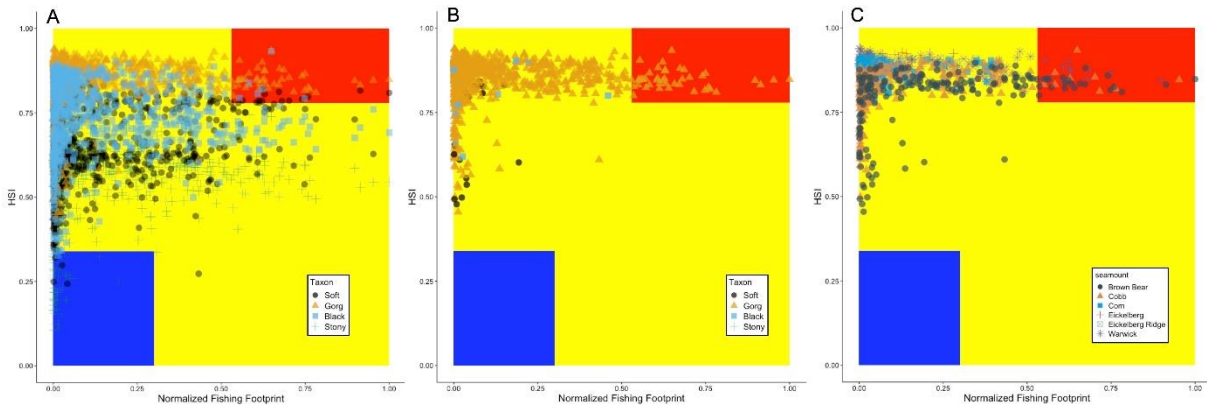 A
1.00
0.75
HSI
0.50
0.25
0.00
Taxon
Soft
Gorg
Black
Stony
0.00
0.25
0.50
0.75
1.00
Normalized Fishing Footprint
B
1.00
0.75
HSI
0.50
0.25
0.00
Taxon
Soft
Gorg
Black
Stony
0.00
0.25
0.50
0.75
1.00
Normalized Fishing Footprint
C
1.00
0.75
HSI
0.50
0.25
0.00
seamount
Brown Bear
Cobb
Corn
Eickelberg
Eickelberg Ridge
Warwick
0.00
0.25
0.50
0.75
1.00
Normalized Fishing Footprint